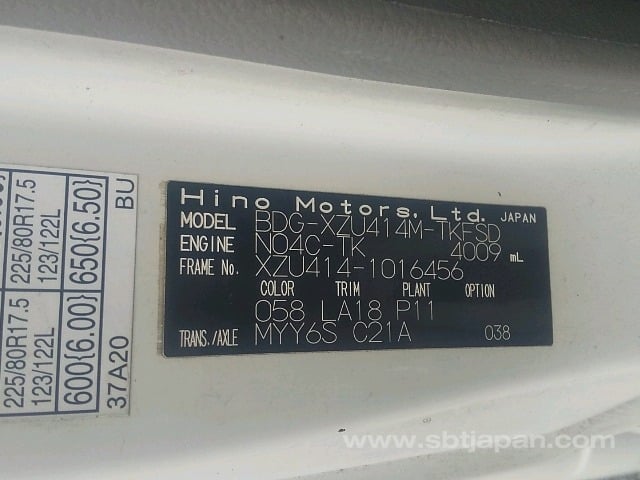 Hino Motors, Ltd. JAPAN
MODEL BDG-XZU414M-TKFSD
ENGINE NO4C-TK 4009 mL
FRAME No. XZU414-1016456
COLOR TRIM PLANT OPTION
058 LA18 P11
TRANS./AXLE MYY6S C21A 038
225/80R17.5 225/80R17.5
123/122L 123/122L
600{6.00} 650{6.50}
37A20 BU
www.sbtjapan.com